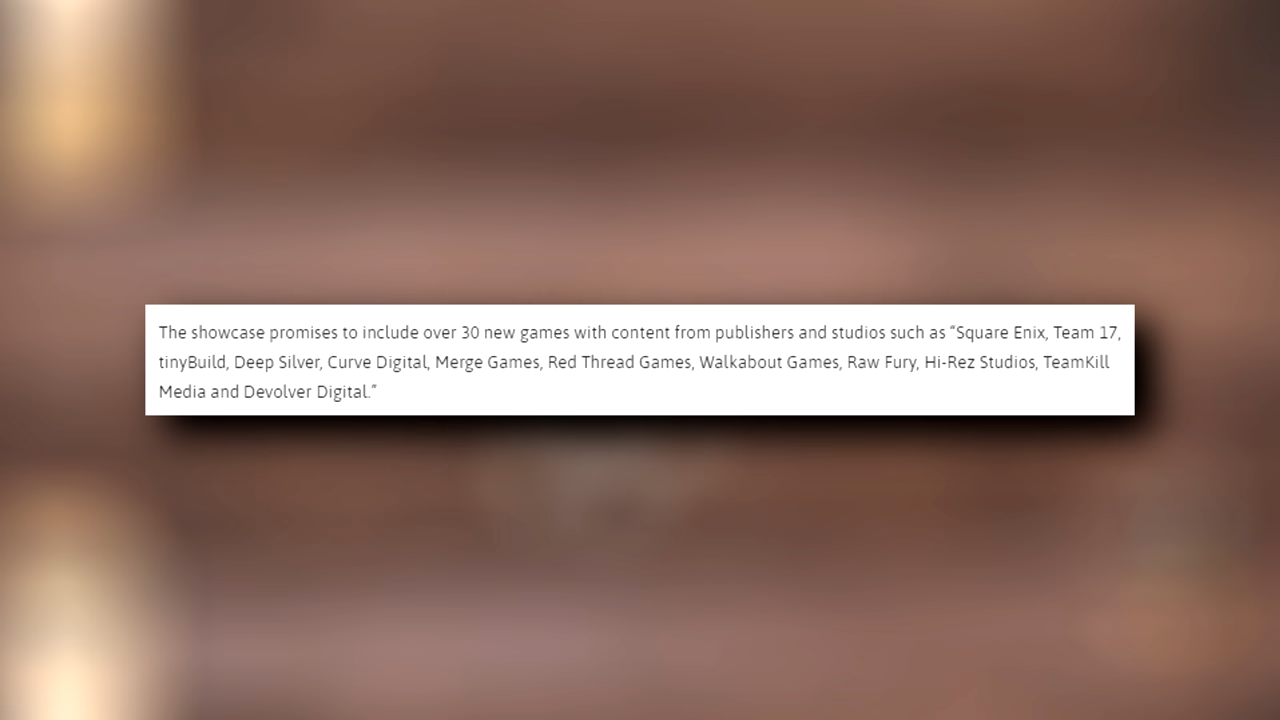 The showcase promises to include over 30 new games with content from publishers and studios such as “Square Enix, Team 17,
tinyBuild, Deep Silver, Curve Digital, Merge Games, Red Thread Games, Walkabout Games, Raw Fury, Hi-Rez Studios, TeamKill
Media and Devolver Digital.”